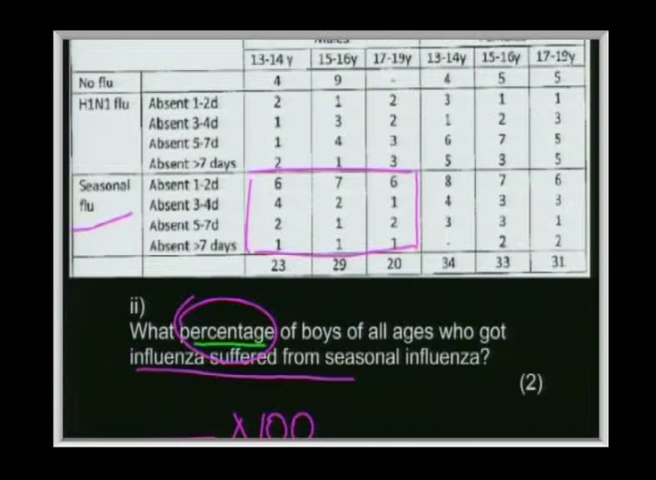 13-14 y 15-16y 17-19y 13-14y 15-16y 17-19y
No flu 4 9 - 4 5 5
H1N1 flu Absent 1-2d 2 1 2 3 1 1
Absent 3-4d 1 3 2 1 2 3
Absent 5-7d 1 4 3 6 7 5
Absent >7 days 2 1 3 5 3 5
Seasonal Absent 1-2d 6 7 6 8 7 6
flu Absent 3-4d 4 2 1 4 3 3
Absent 5-7d 2 1 2 3 3 1
Absent >7 days 1 1 1 - 2 2
23 29 20 34 33 31
ii)
What percentage of boys of all ages who got
influenza suffered from seasonal influenza?
(2)
X 100